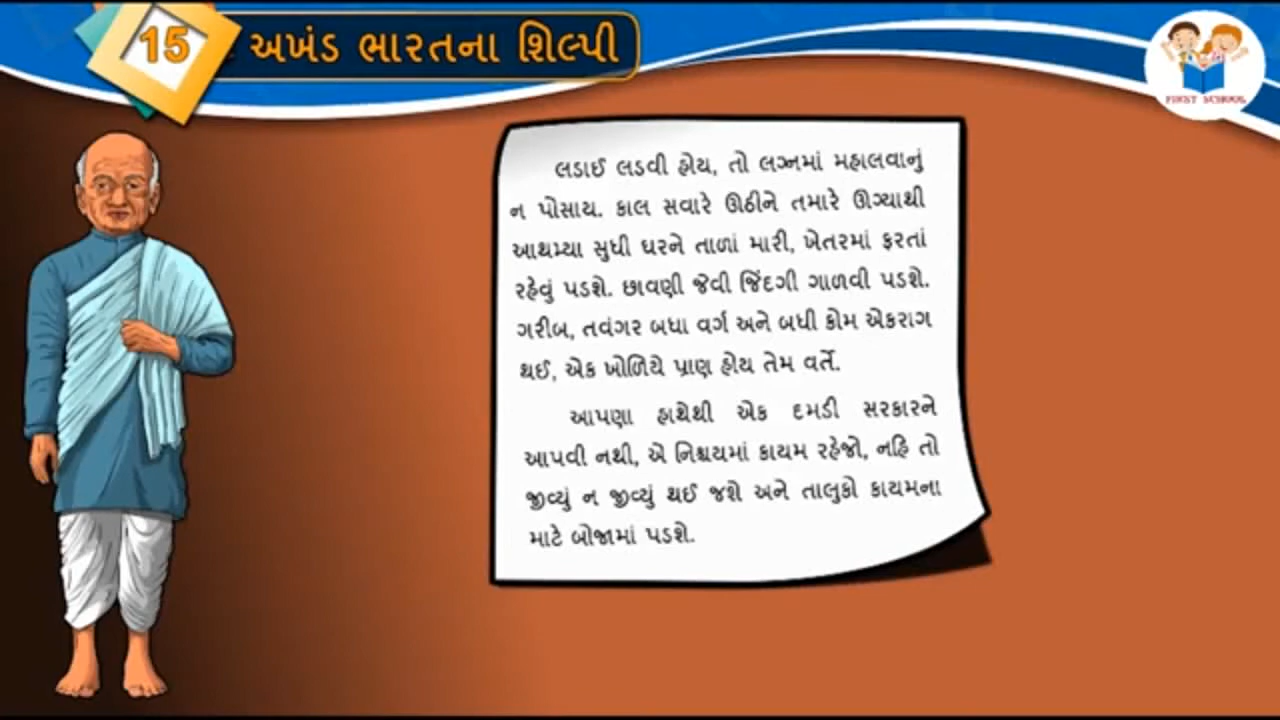 15 અખંડ ભારતના શિલ્પી
FIRST SCHOOL
લડાઈ લડવી હોય, તો લગ્નમાં મહાલવાનું
ન પોસાય. કાલ સવારે ઊઠીને તમારે ઊગ્યાથી
આથમ્યા સુધી ઘરને તાળાં મારી, ખેતરમાં ફરતાં
રહેવું પડશે. છાવણી જેવી જિંદગી ગાળવી પડશે.
ગરીબ, તવંગર બધા વર્ગ અને બધી કોમ એકરાગ
થઈ, એક ખોળિયે પ્રાણ હોય તેમ વર્તે.
આપણા હાથેથી એક દમડી સરકારને
આપવી નથી, એ નિશ્ચયમાં કાયમ રહેજો, નહિ તો
જીવ્યું ન જીવ્યું થઈ જશે અને તાલુકો કાયમના
માટે બોજામાં પડશે.